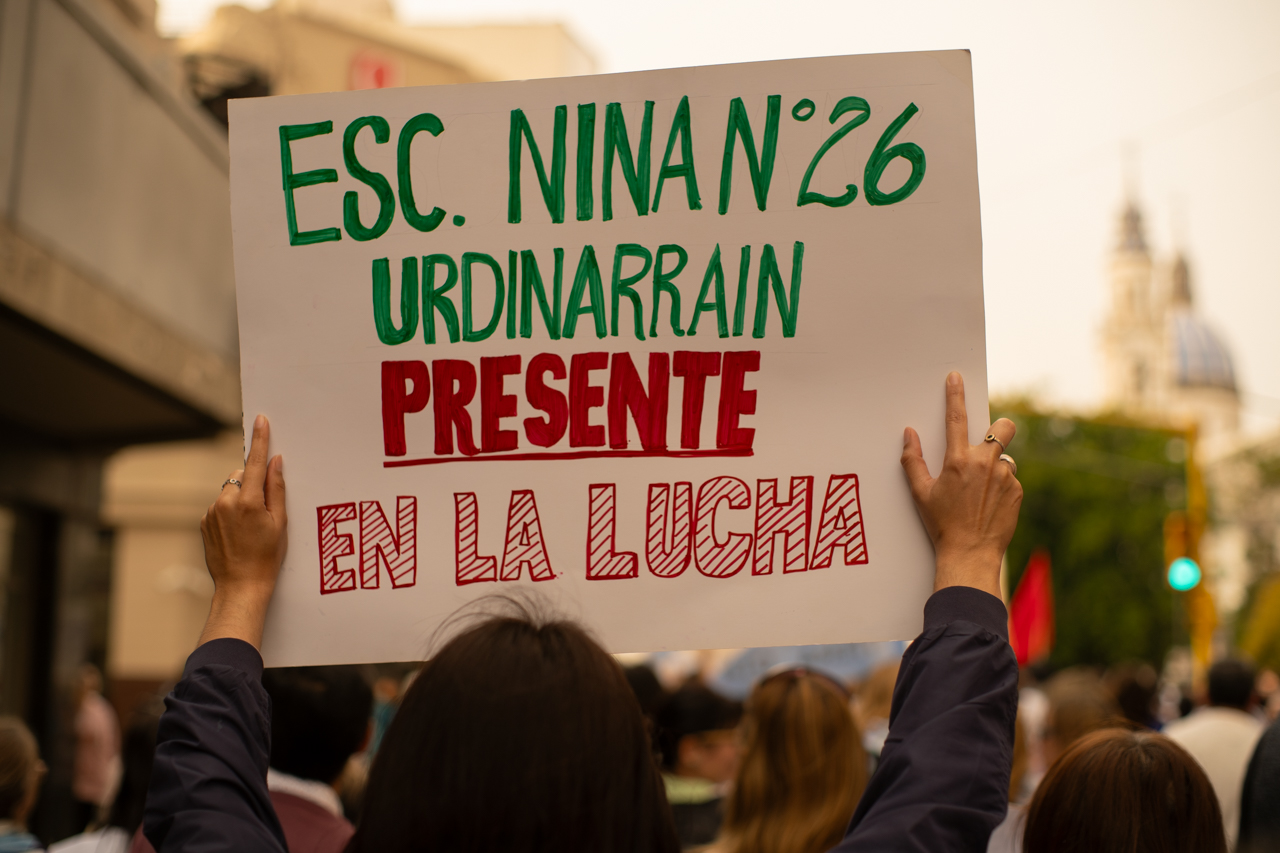 ESC. NINA N°26
URDINARRAIN
PRESENTE
EN LA LUCHA